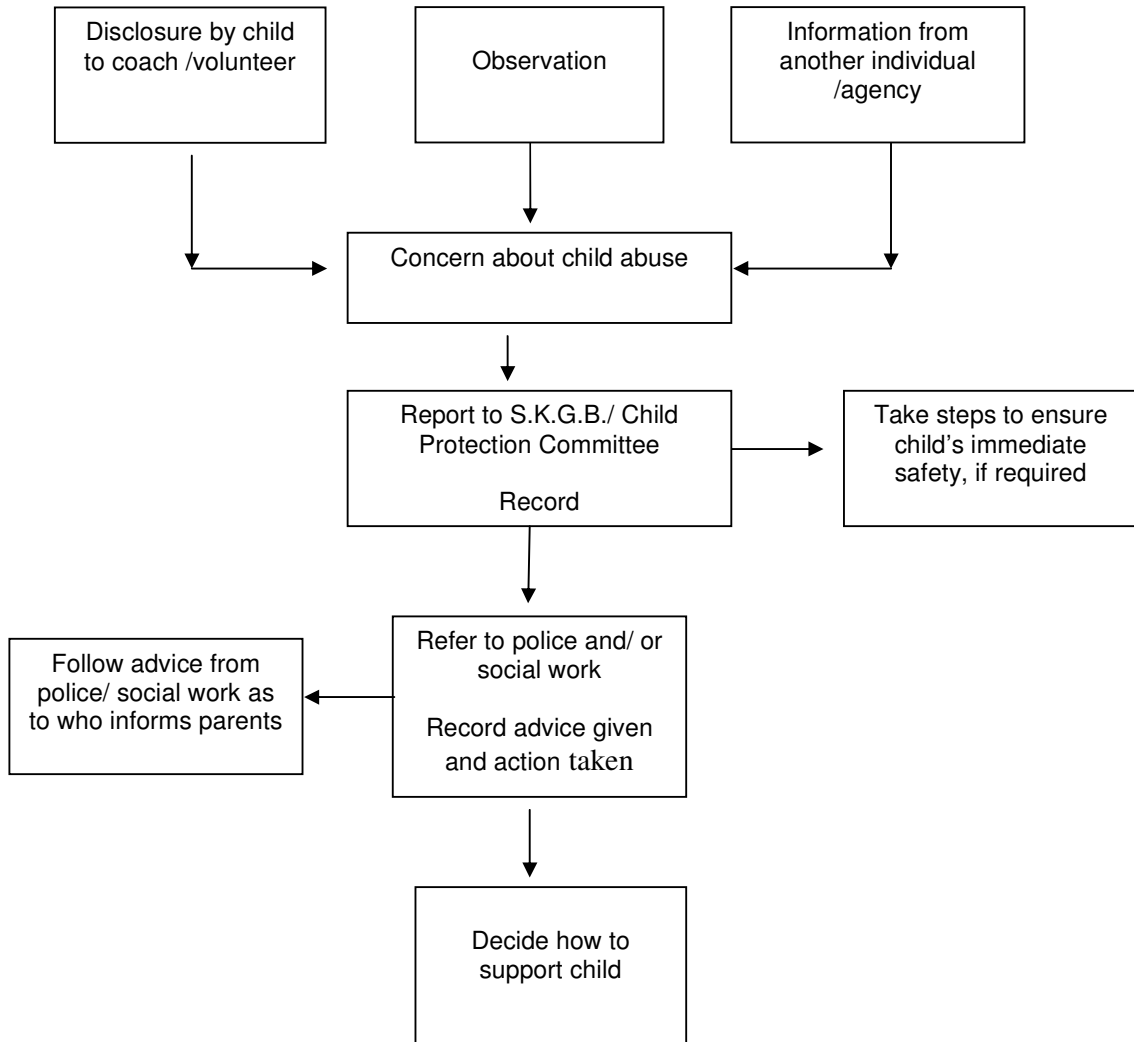 Disclosure by child
to coach /volunteer
Observation
Information from
another individual
/agency
Concern about child abuse
Report to S.K.G.B./ Child
Protection Committee
Record
Take steps to ensure
child’s immediate
safety, if required
Refer to police and/ or
social work
Record advice given
and action taken
Follow advice from
police/ social work as
to who informs parents
Decide how to
support child